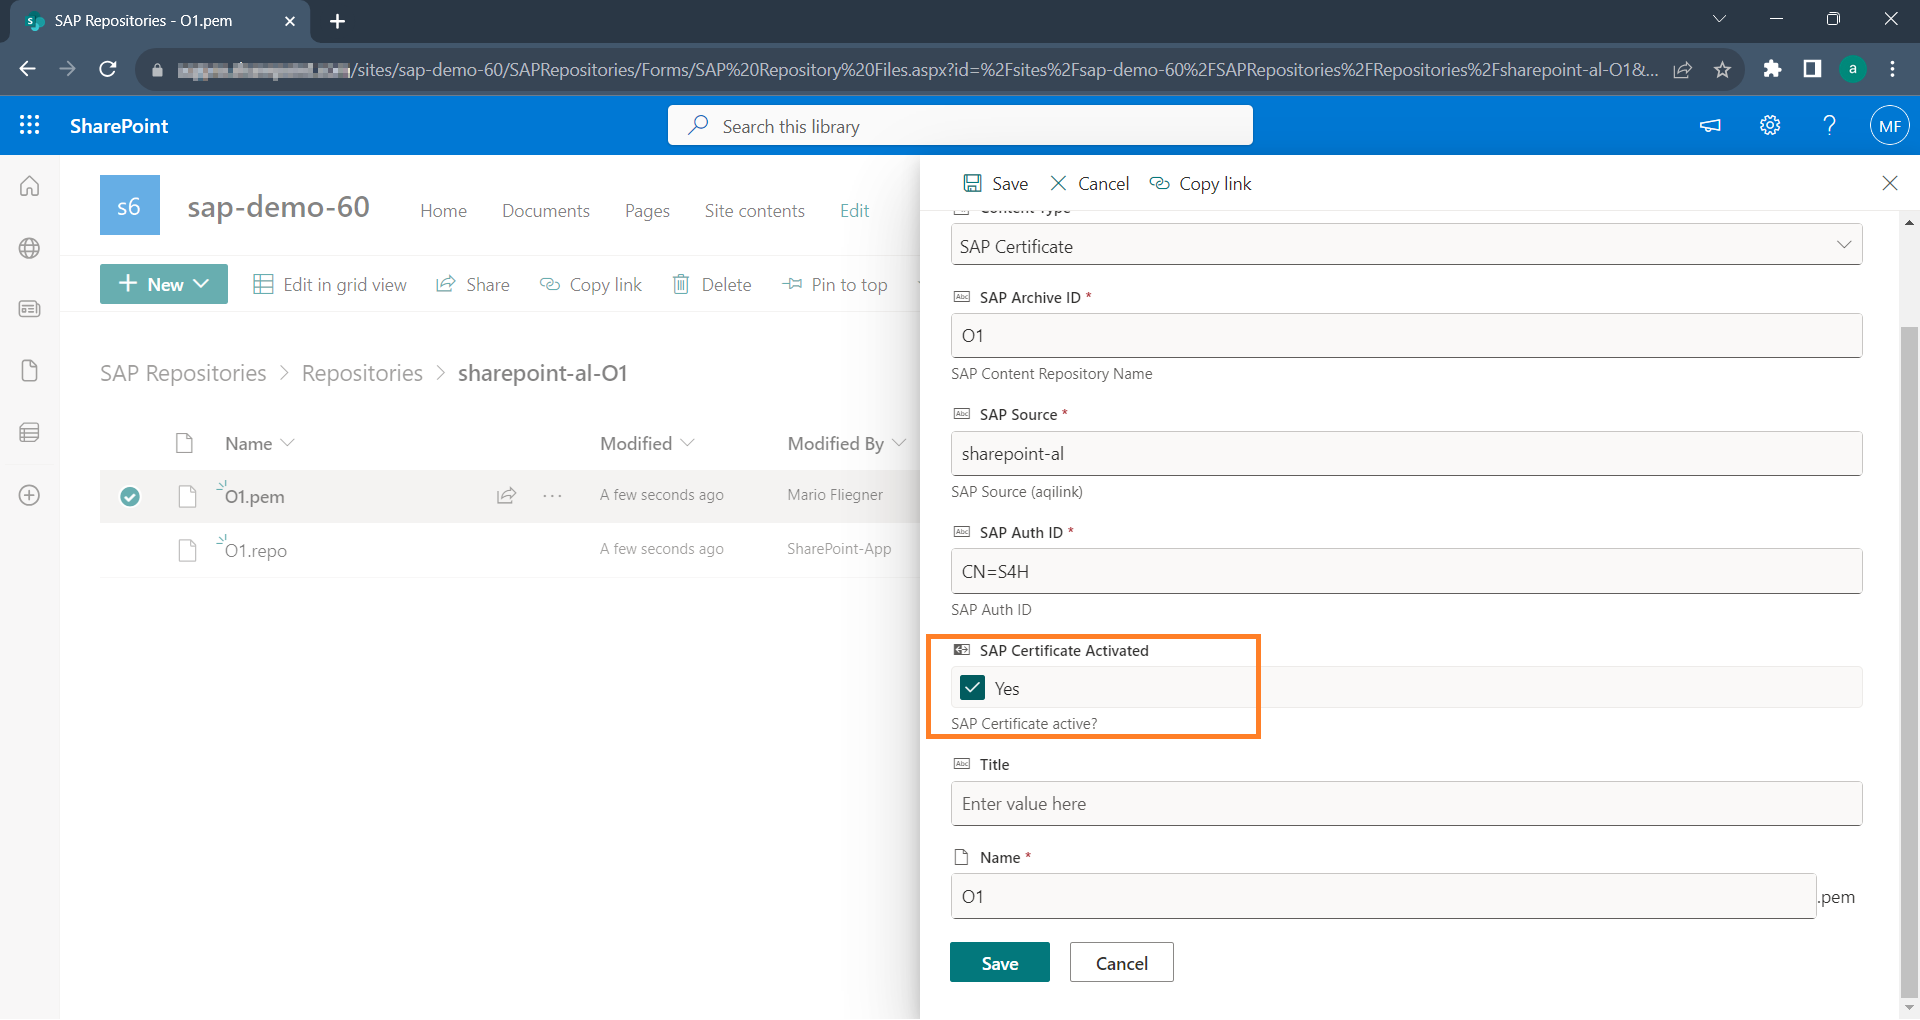 SAP Repositories - O1.pem
/sites/sap-demo-60/SAPRepositories/Forms/SAP%20Repository%20Files.aspx?id=%2Fsites%2Fsap-demo-60%2FSAPRepositories%2FRepositories%2Fsharepoint-al-O1&...
a
SharePoint
Search this library
?
MF
s6
sap-demo-60
Home
Documents
Pages
Site contents
Edit
New
Edit in grid view
Share
Copy link
Delete
Pin to top
SAP Repositories > Repositories > sharepoint-al-O1
Name
Modified
Modified By
O1.pem
...
A few seconds ago
Mario Fliegner
O1.repo
A few seconds ago
SharePoint-App
Save
Cancel
Copy link
Content Type
SAP Certificate
Abc SAP Archive ID *
O1
SAP Content Repository Name
Abc SAP Source *
sharepoint-al
SAP Source (aqilink)
Abc SAP Auth ID *
CN=S4H
SAP Auth ID
SAP Certificate Activated
Yes
SAP Certificate active?
Abc Title
Enter value here
Name *
O1
.pem
Save
Cancel